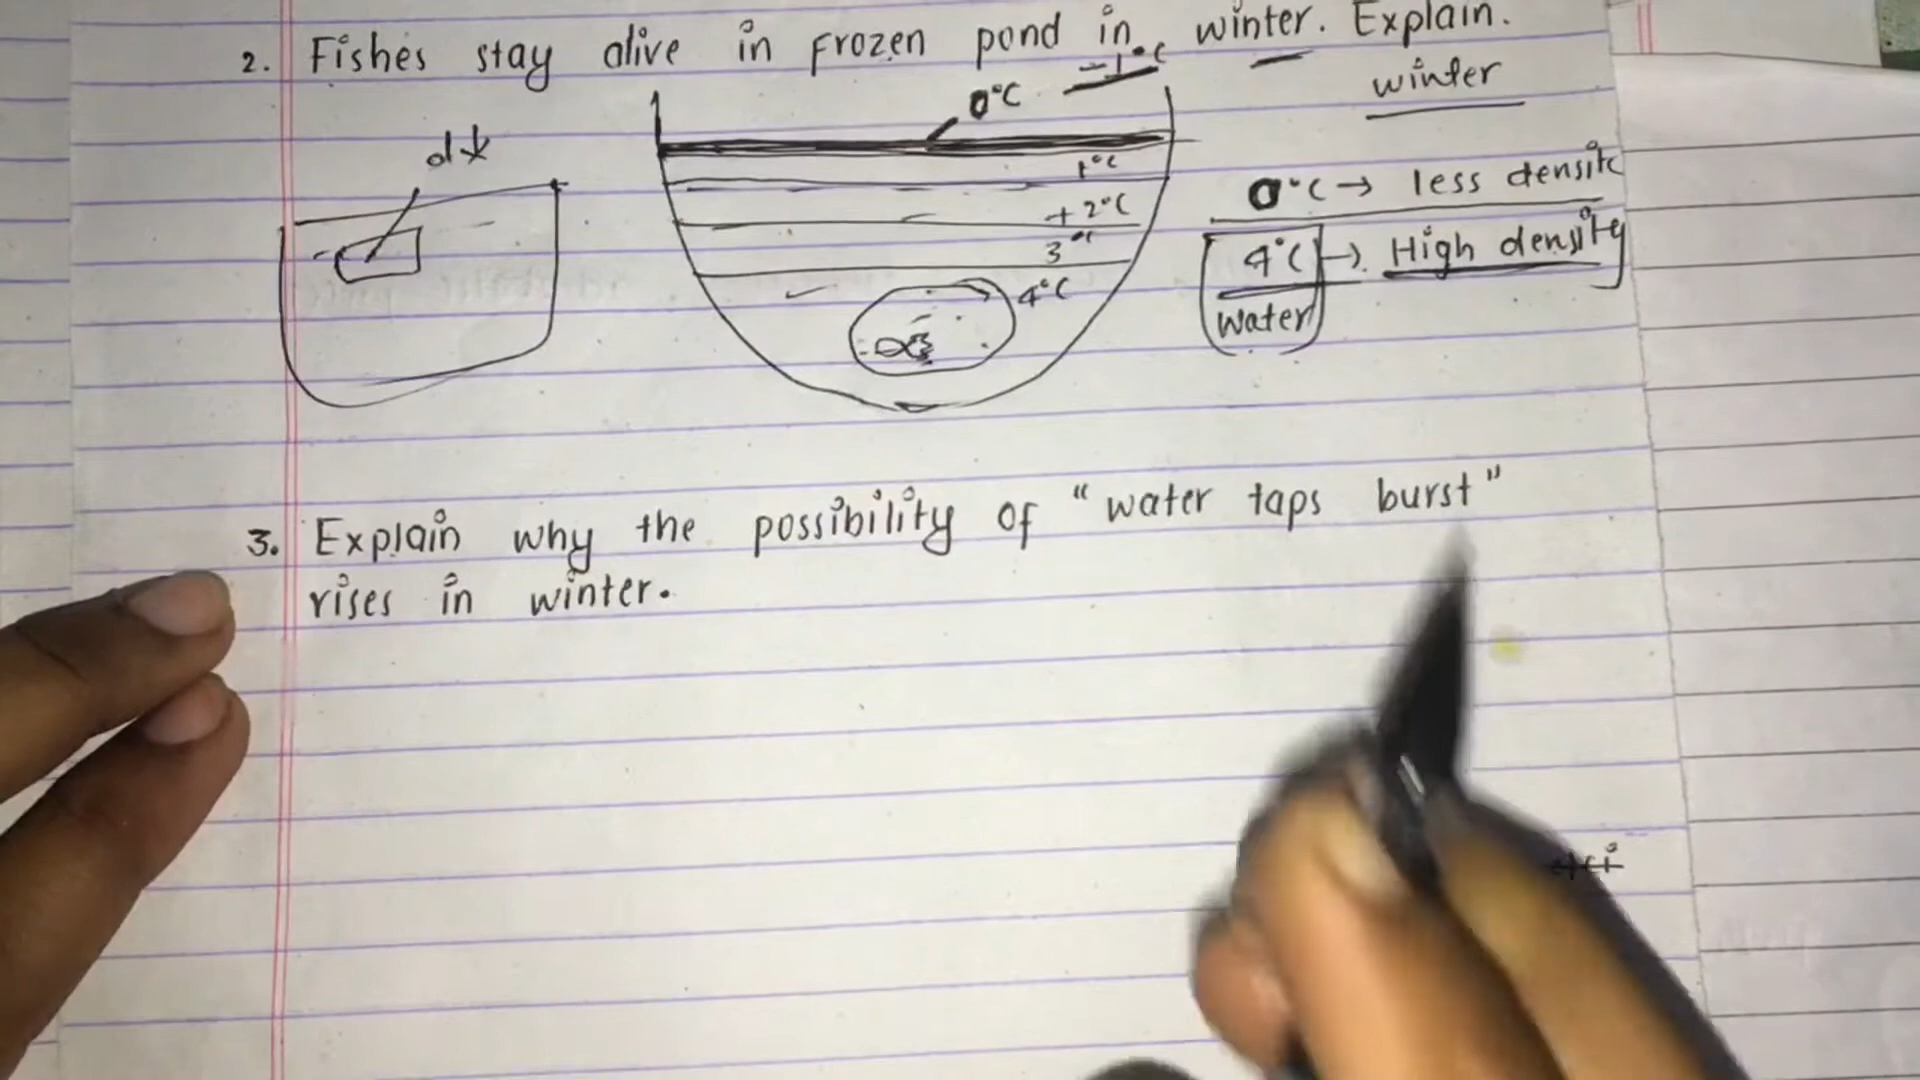 2. Fishes stay alive in frozen pond in winter. Explain.
-1°C
winter
0°C
d↓
1°C
0°C → less densite
+2°C
3°C
4°C → High density
4°C
water
3. Explain why the possibility of "water taps burst"
rises in winter.